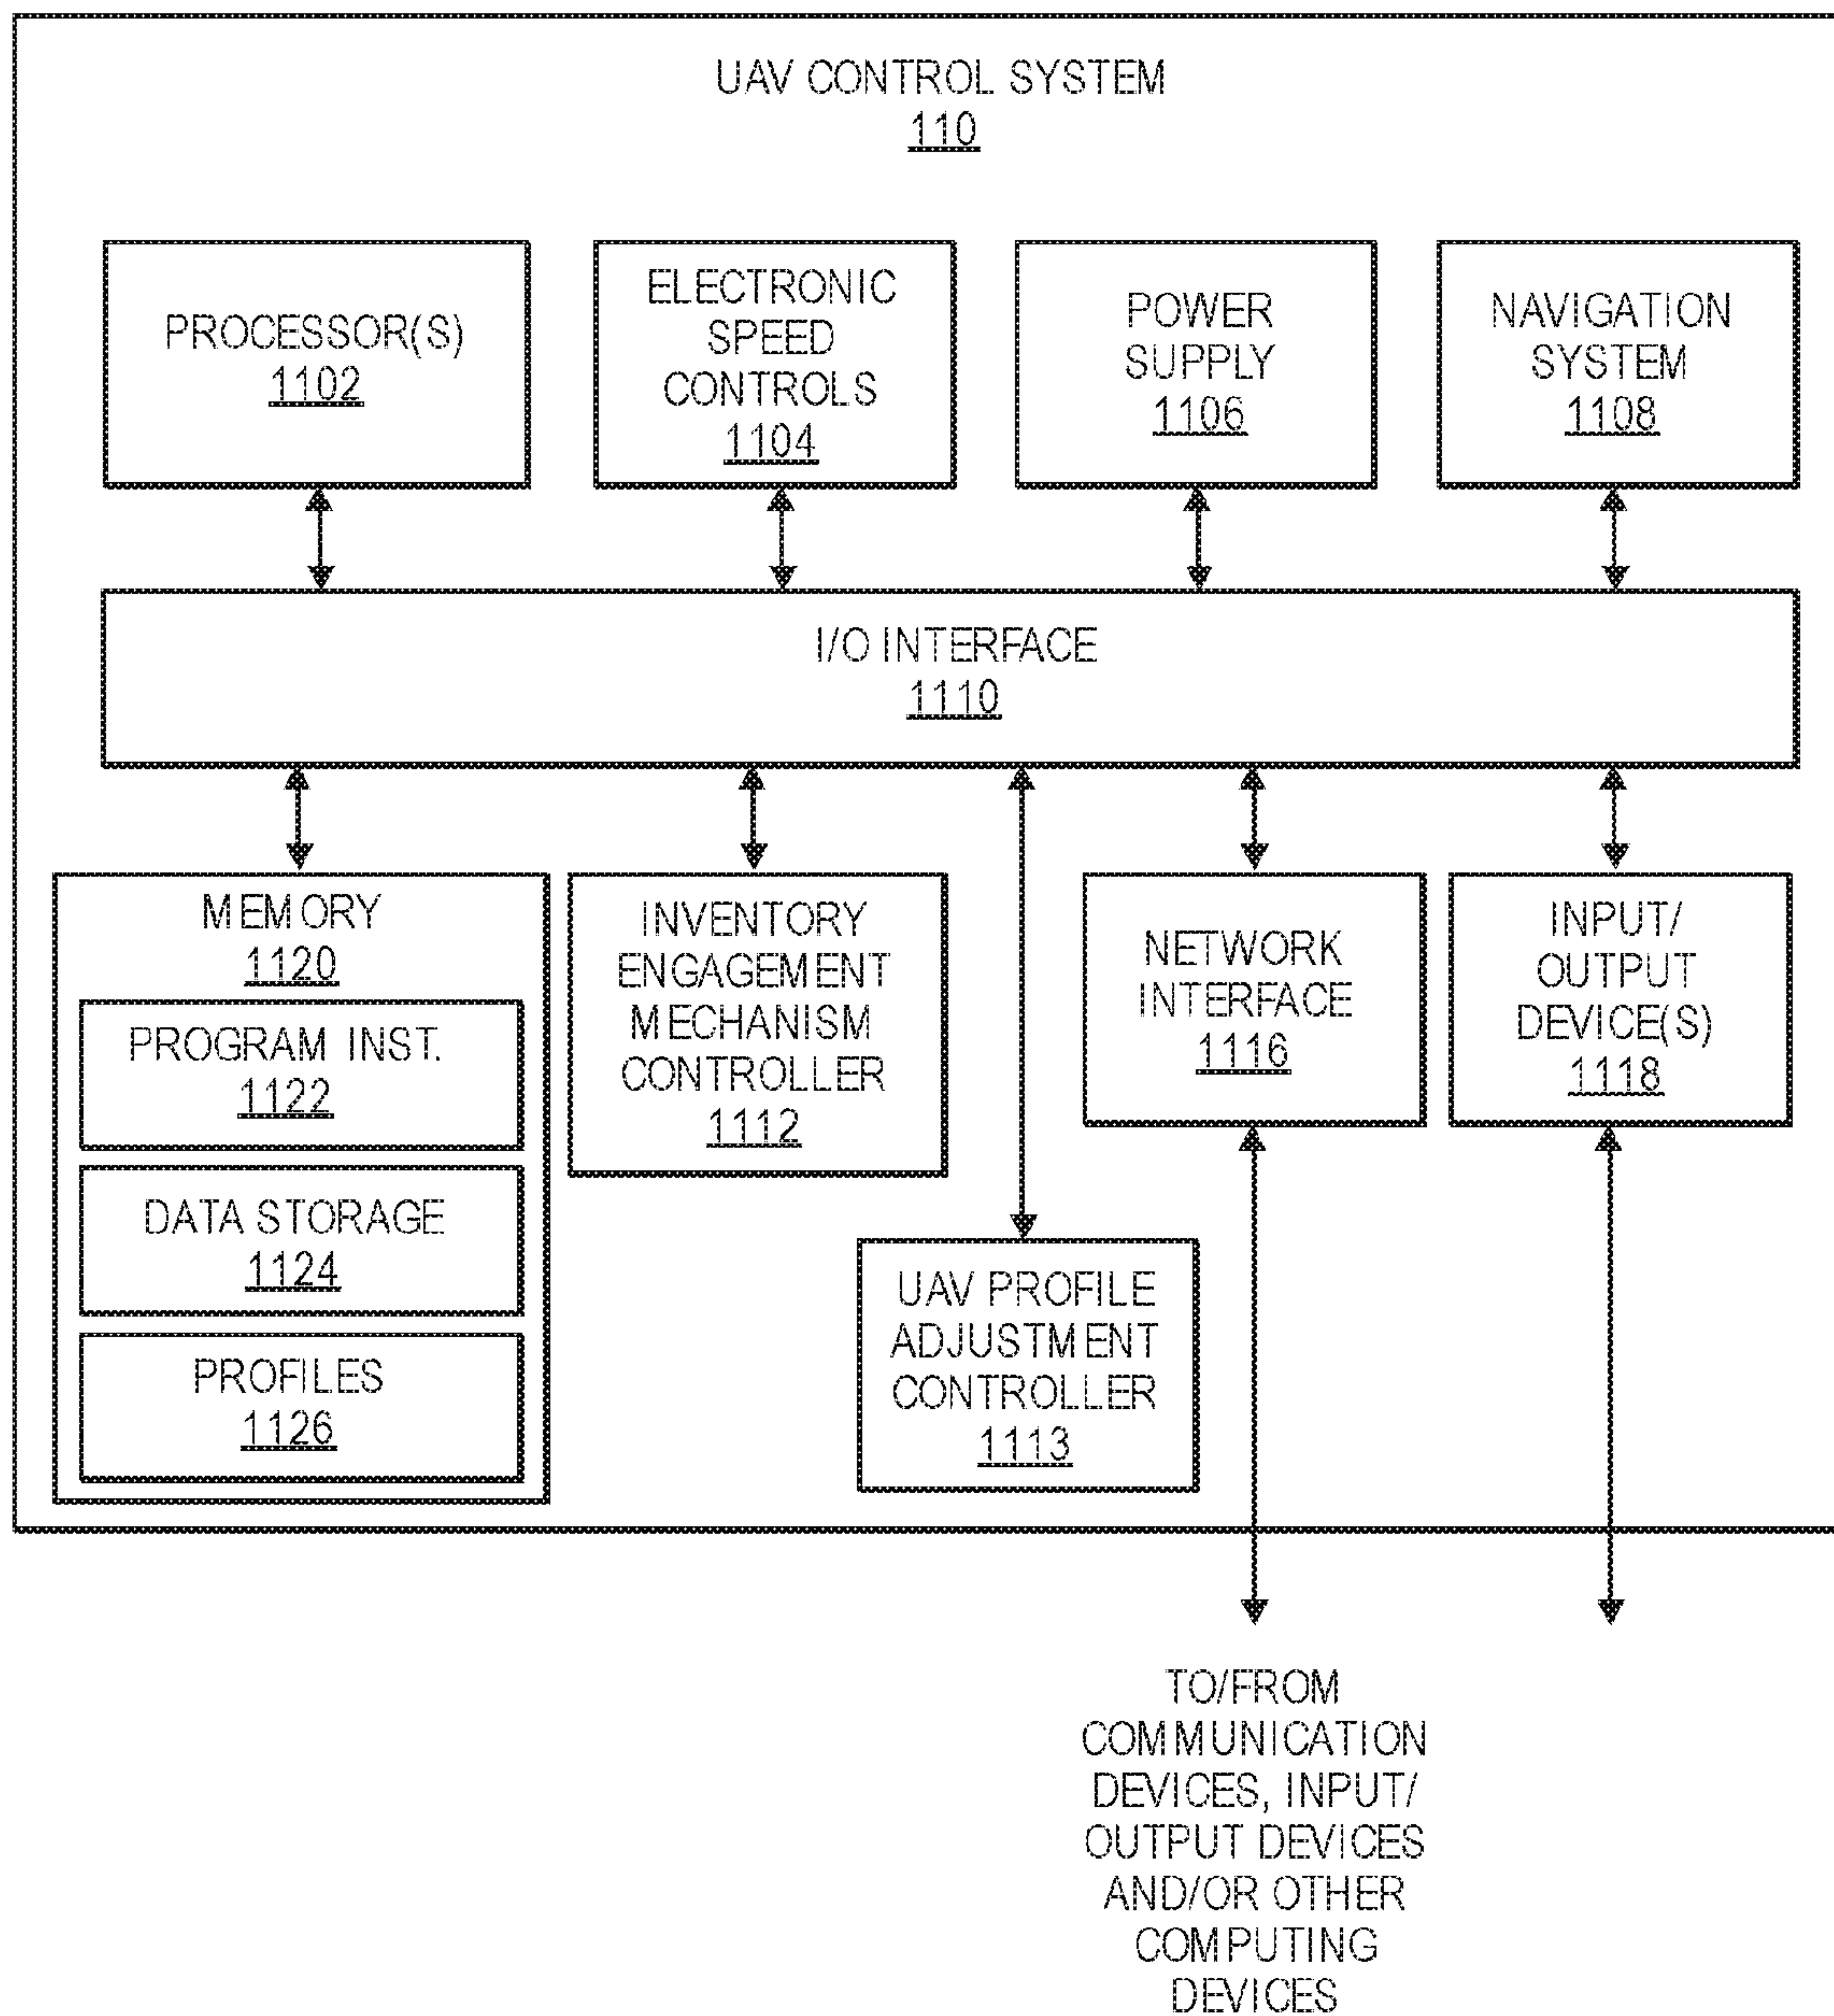 UAV CONTROL SYSTEM
110
PROCESSOR(S)
1102
ELECTRONIC
SPEED
CONTROLS
1104
POWER
SUPPLY
1106
NAVIGATION
SYSTEM
1108
I/O INTERFACE
1110
MEMORY
1120
PROGRAM INST.
1122
DATA STORAGE
1124
PROFILES
1126
INVENTORY
ENGAGEMENT
MECHANISM
CONTROLLER
1112
UAV PROFILE
ADJUSTMENT
CONTROLLER
1113
NETWORK
INTERFACE
1116
INPUT/
OUTPUT
DEVICE(S)
1118
TO/FROM
COMMUNICATION
DEVICES, INPUT/
OUTPUT DEVICES
AND/OR OTHER
COMPUTING
DEVICES